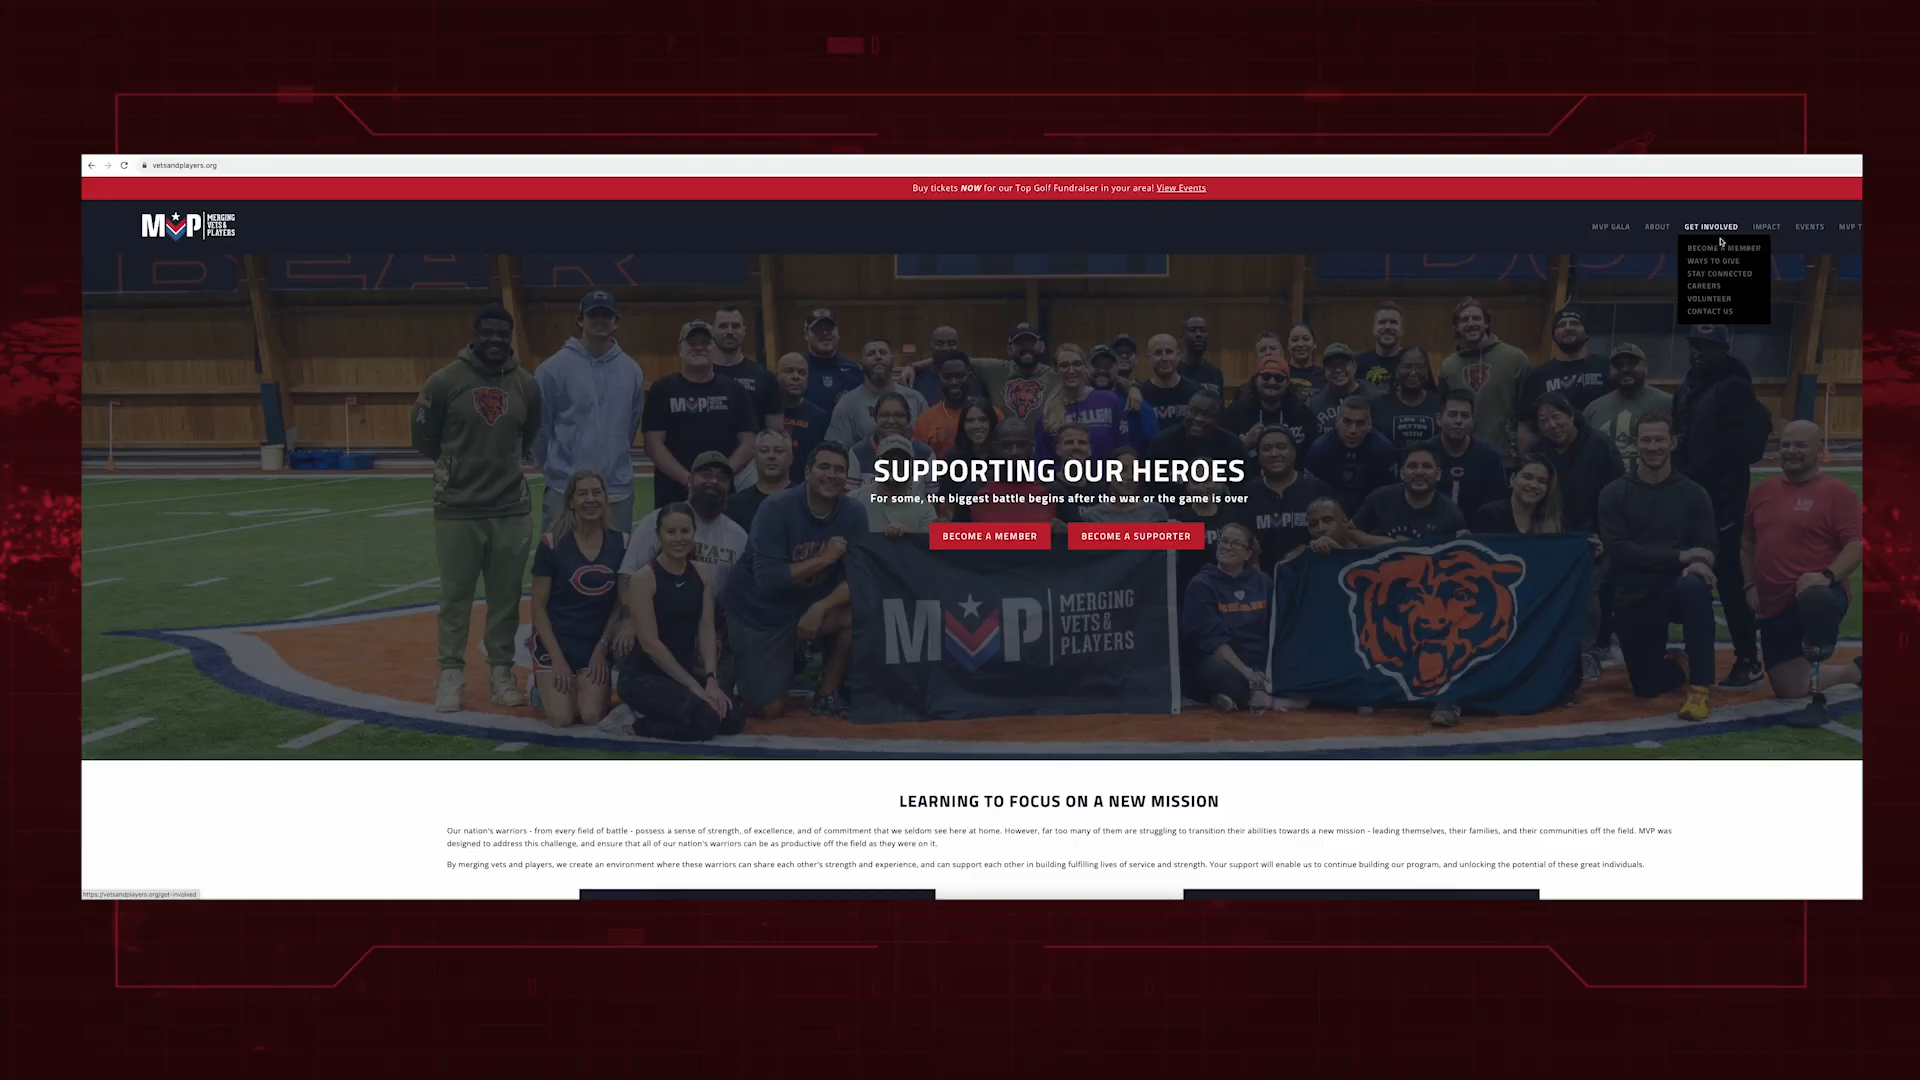 vetsandplayers.org
Buy tickets NOW for our Top Golf Fundraiser in your area! View Events
MVP MERGING VETS & PLAYERS
MVP GALA ABOUT GET INVOLVED IMPACT EVENTS MVP T
BECOME A MEMBER
WAYS TO GIVE
STAY CONNECTED
CAREERS
VOLUNTEER
CONTACT US
SUPPORTING OUR HEROES
For some, the biggest battle begins after the war or the game is over
BECOME A MEMBER BECOME A SUPPORTER
MVP MERGING VETS & PLAYERS
LEARNING TO FOCUS ON A NEW MISSION
Our nation's warriors - from every field of battle - possess a sense of strength, of excellence, and of commitment that we seldom see here at home. However, far too many of them are struggling to transition their abilities towards a new mission - leading themselves, their families, and their communities off the field. MVP was
designed to address this challenge, and ensure that all of our nation's warriors can be as productive off the field as they were on it.
By merging vets and players, we create an environment where these warriors can share each other's strength and experience, and can support each other in building fulfilling lives of service and strength. Your support will enable us to continue building our program, and unlocking the potential of these great individuals.
https://vetsandplayers.org/get-involved